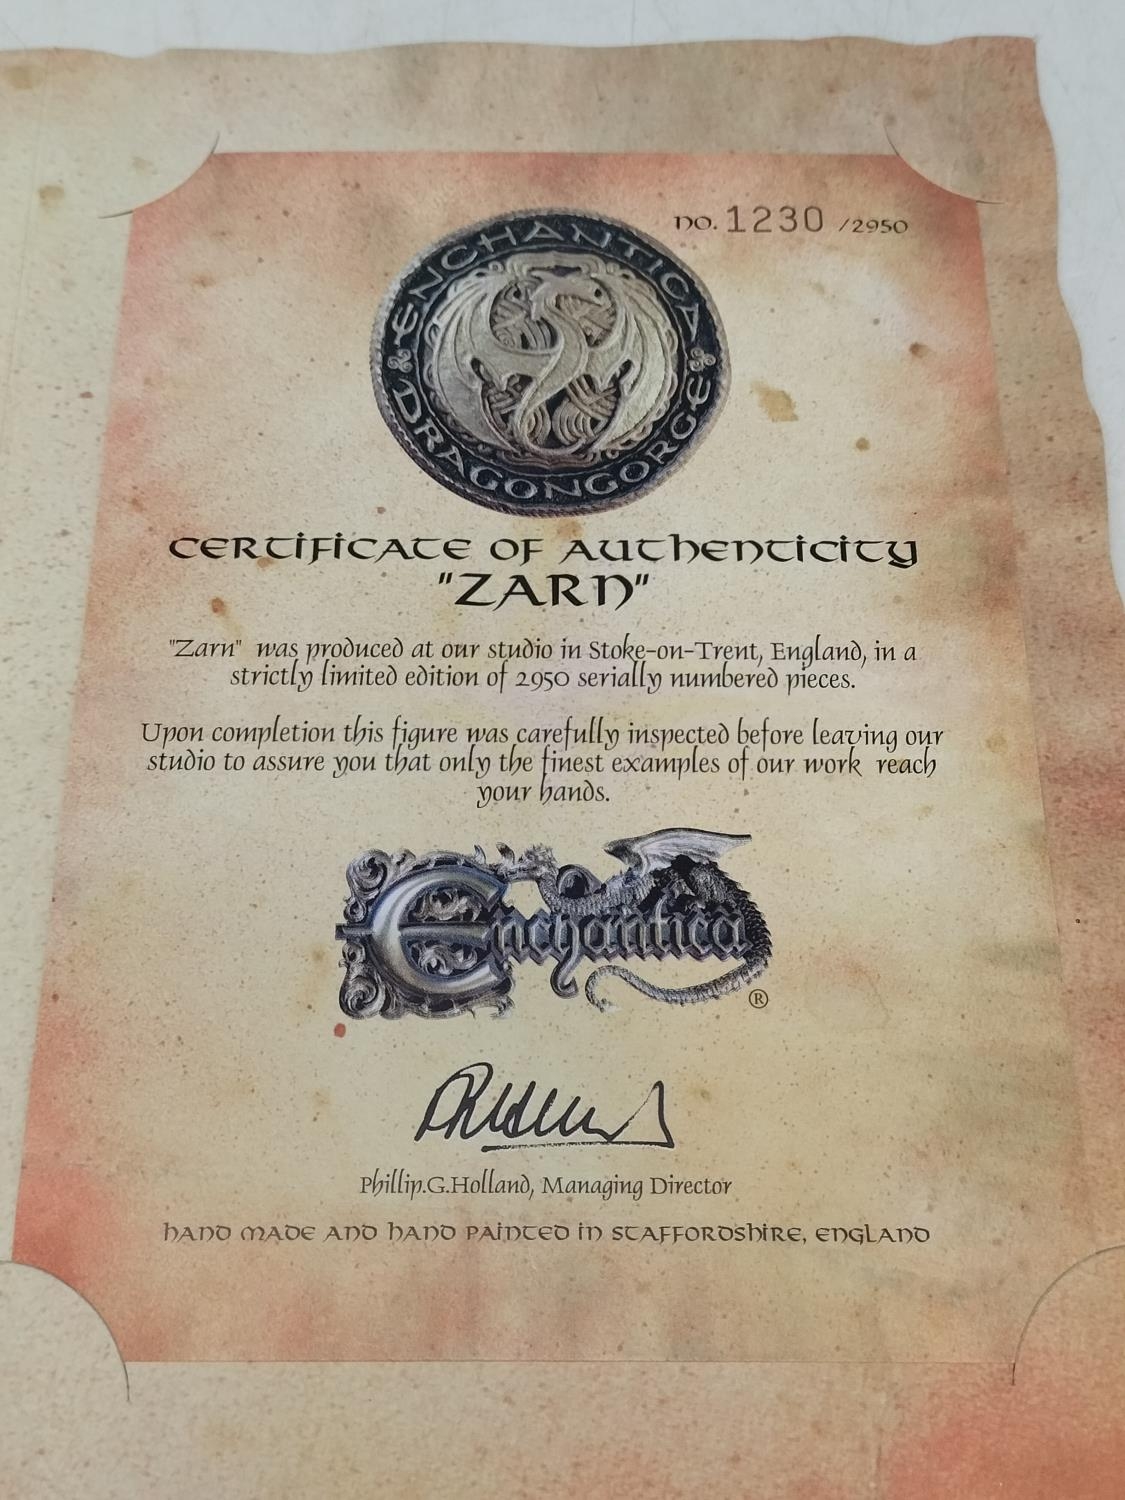 no. 1230 /2950
ENCHANTICA
DRAGONGORGE
CERTIFICATE OF AUTHENTICITY
"ZARN"
"Zarn" was produced at our studio in Stoke-on-Trent, England, in a
strictly limited edition of 2950 serially numbered pieces.
Upon completion this figure was carefully inspected before leaving our
studio to assure you that only the finest examples of our work reach
your hands.
Enchantica
®
Phillip.G.Holland, Managing Director
HAND MADE AND HAND PAINTED IN STAFFORDSHIRE, ENGLAND